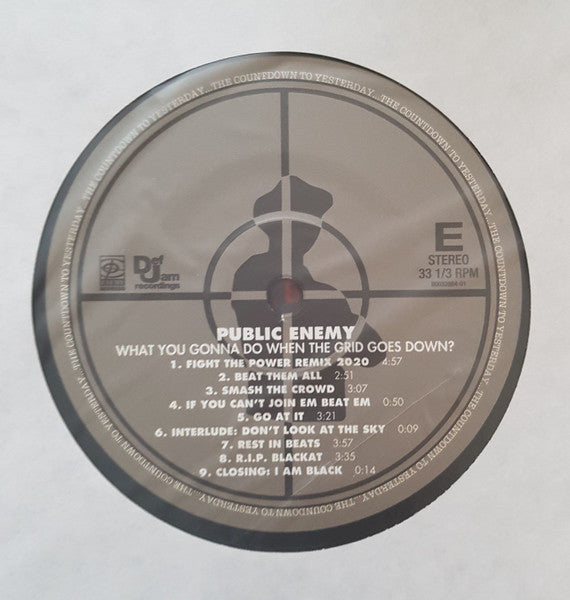 ...THE COUNTDOWN TO YESTERDAY...THE COUNTDOWN TO YESTERDAY...THE COUNTDOWN TO YESTERDAY...THE COUNTDOWN TO YESTERDAY...THE COUNTDOWN TO YESTERDAY
Def Jam
recordings
E
STEREO
33 1/3 RPM
PUBLIC ENEMY
WHAT YOU GONNA DO WHEN THE GRID GOES DOWN?
1. FIGHT THE POWER REMIX 2020 4:57
2. BEAT THEM ALL 2:51
3. SMASH THE CROWD 3:07
4. IF YOU CAN'T JOIN EM BEAT EM 0:50
5. GO AT IT 3:21
6. INTERLUDE: DON'T LOOK AT THE SKY 0:09
7. REST IN BEATS 3:57
8. R.I.P. BLACKAT 3:35
9. CLOSING: I AM BLACK 0:14